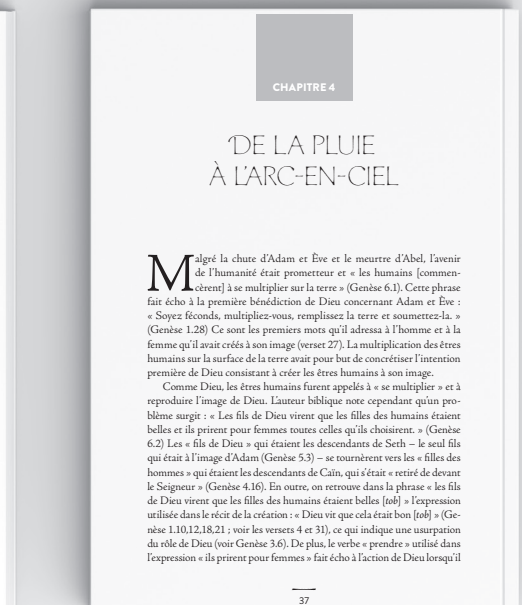 CHAPITRE 4
DE LA PLUIE
À L'ARC-EN-CIEL
Malgré la chute d'Adam et Ève et le meurtre d'Abel, l'avenir
de l'humanité était prometteur et « les humains [commen-
cèrent] à se multiplier sur la terre » (Genèse 6.1). Cette phrase
fait écho à la première bénédiction de Dieu concernant Adam et Ève :
« Soyez féconds, multipliez-vous, remplissez la terre et soumettez-la. »
(Genèse 1.28) Ce sont les premiers mots qu'il adressa à l'homme et à la
femme qu'il avait créés à son image (verset 27). La multiplication des êtres
humains sur la surface de la terre avait pour but de concrétiser l'intention
première de Dieu consistant à créer les êtres humains à son image.
Comme Dieu, les êtres humains furent appelés à « se multiplier » et à
reproduire l'image de Dieu. L'auteur biblique note cependant qu'un pro-
blème surgit : « Les fils de Dieu virent que les filles des humains étaient
belles et ils prirent pour femmes toutes celles qu'ils choisirent. » (Genèse
6.2) Les « fils de Dieu » qui étaient les descendants de Seth – le seul fils
qui était à l'image d'Adam (Genèse 5.3) – se tournèrent vers les « filles des
hommes » qui étaient les descendants de Caïn, qui s'était « retiré de devant
le Seigneur » (Genèse 4.16). En outre, on retrouve dans la phrase « les fils
de Dieu virent que les filles des humains étaient belles [tob] » l'expression
utilisée dans le récit de la création : « Dieu vit que cela était bon [tob] » (Ge-
nèse 1.10,12,18,21 ; voir les versets 4 et 31), ce qui indique une usurpation
du rôle de Dieu (voir Genèse 3.6). De plus, le verbe « prendre » utilisé dans
l'expression « ils prirent pour femmes » fait écho à l'action de Dieu lorsqu'il
37